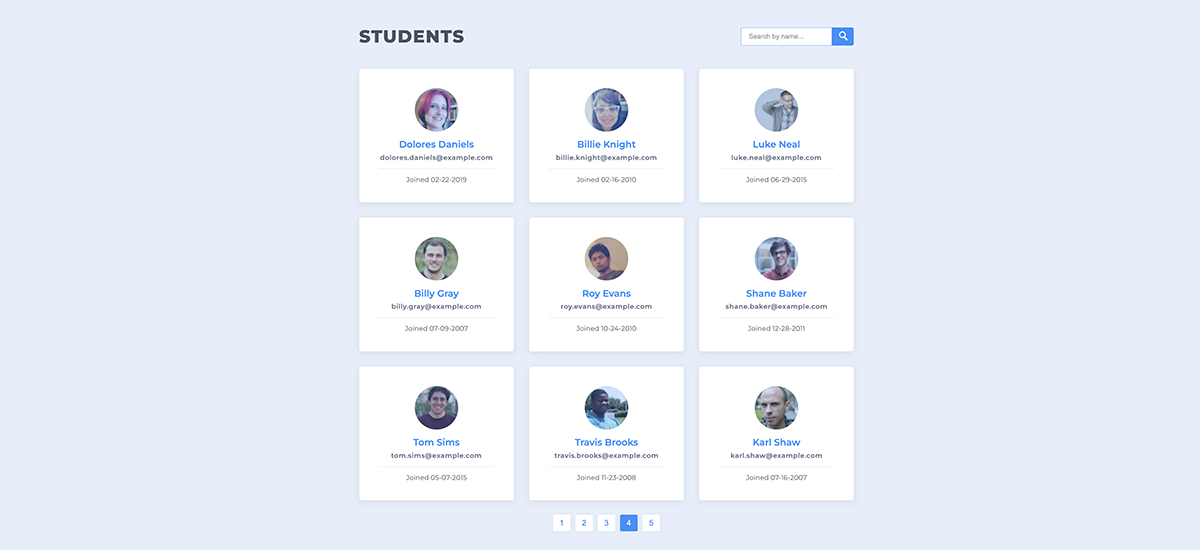 STUDENTS
Search by name...
Dolores Daniels
dolores.daniels@example.com
Joined 02-22-2019
Billie Knight
billie.knight@example.com
Joined 02-16-2010
Luke Neal
luke.neal@example.com
Joined 06-29-2015
Billy Gray
billy.gray@example.com
Joined 07-09-2007
Roy Evans
roy.evans@example.com
Joined 10-24-2010
Shane Baker
shane.baker@example.com
Joined 12-28-2011
Tom Sims
tom.sims@example.com
Joined 05-07-2015
Travis Brooks
travis.brooks@example.com
Joined 11-23-2008
Karl Shaw
karl.shaw@example.com
Joined 07-16-2007
1 2 3 4 5